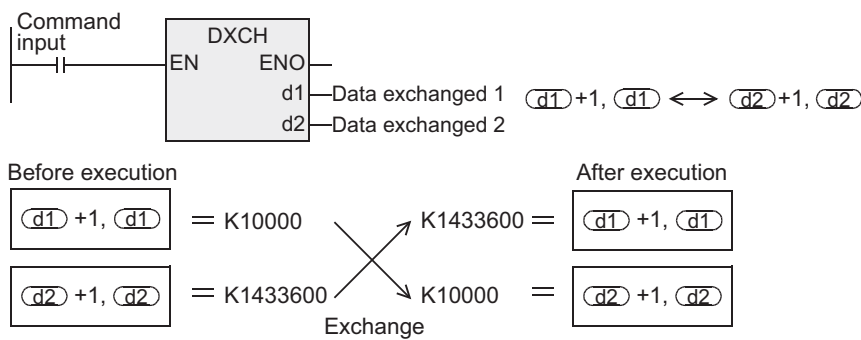 Command
input
DXCH
EN ENO
d1 Data exchanged 1 d1 +1, d1 ↔ d2 +1, d2
d2 Data exchanged 2
Before execution After execution
d1 +1, d1 = K10000 K1433600 = d1 +1, d1
d2 +1, d2 = K1433600 K10000 = d2 +1, d2
Exchange